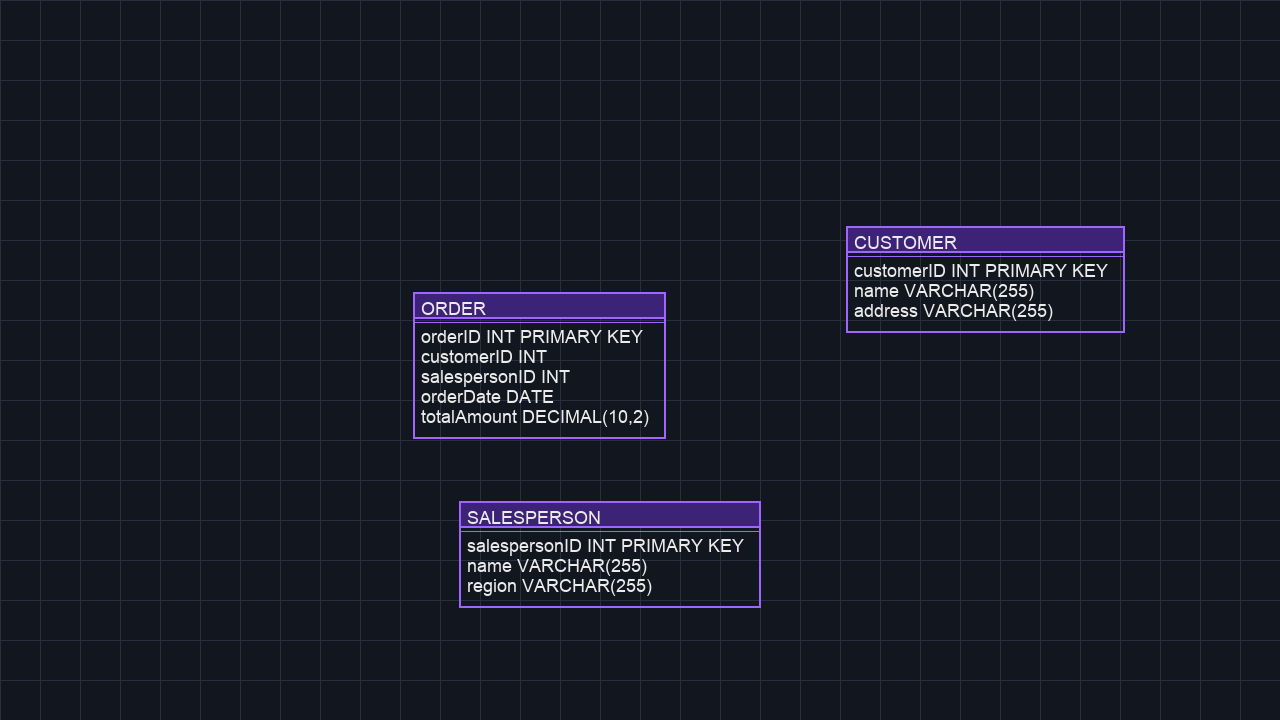 CUSTOMER
customerID INT PRIMARY KEY
name VARCHAR(255)
address VARCHAR(255)
ORDER
orderID INT PRIMARY KEY
customerID INT
salespersonID INT
orderDate DATE
totalAmount DECIMAL(10,2)
SALESPERSON
salespersonID INT PRIMARY KEY
name VARCHAR(255)
region VARCHAR(255)